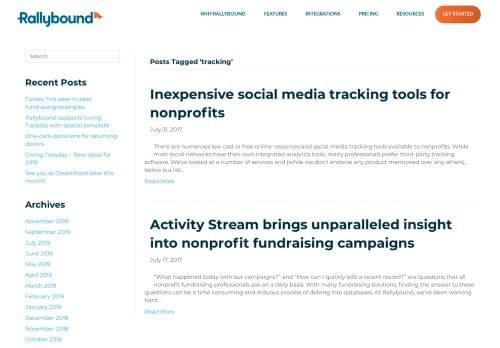 Rallybound
WHY RALLYBOUND
FEATURES
INTEGRATIONS
PRICING
RESOURCES
GET STARTED
Search
Recent Posts
Turkey Trot peer to peer
fundraising examples
Rallybound supports Giving
Tuesday with special template
One-click donations for returning
donors
Giving Tuesday – New ideas for
2019
See you at Dreamforce later this
month!
Archives
November 2019
September 2019
July 2019
June 2019
May 2019
April 2019
March 2019
February 2019
January 2019
December 2018
November 2018
October 2018
Posts Tagged ‘tracking’
Inexpensive social media tracking tools for
nonprofits
July 31, 2017
There are numerous low cost or free online resources and social media tracking tools available to nonprofits. While
most social networks have their own integrated analytics tools, many professionals prefer third-party tracking
software. We’ve looked at a number of services and (while we don’t endorse any product mentioned over any others),
below is a list...
Read More
Activity Stream brings unparalleled insight
into nonprofit fundraising campaigns
July 17, 2017
“What happened today with our campaigns?” and “How can I quickly edit a recent record?” are questions that all
nonprofit fundraising professionals ask on a daily basis. With many fundraising solutions, finding the answer to these
questions can be a time consuming and arduous process of delving into databases. At Rallybound, we’ve been working
hard...
Read More